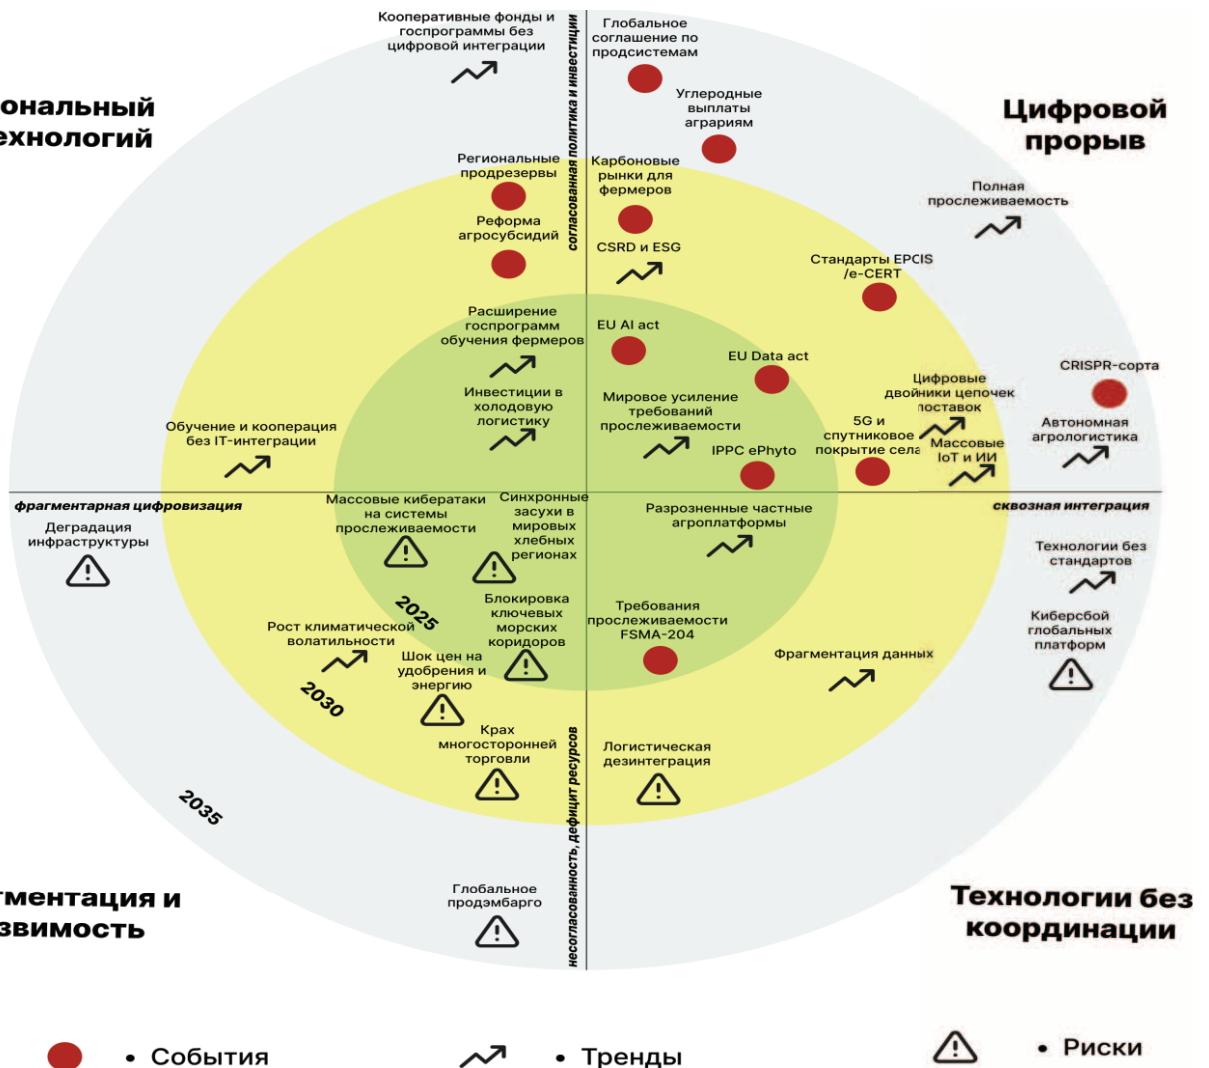 Кооперативные фонды и
госпрограммы без
цифровой интеграции
Глобальное
соглашение по
продсистемам
согласованная политика и инвестиции
Углеродные
выплаты
аграриям
ональный
ехнологий
Цифровой
прорыв
Региональные
продрезервы
Карбоновые
рынки для
фермеров
Полная
прослеживаемость
Реформа
агросубсидий
CSRD и ESG
Стандарты EPCIS
/e-CERT
Расширение
госпрограмм
обучения фермеров
EU AI act
EU Data act
CRISPR-сорта
Инвестиции в
холодовую
логистику
Мировое усиление
требований
прослеживаемости
Цифровые
двойники цепочек
поставок
Обучение и кооперация
без IT-интеграции
5G и
спутниковое
покрытие села
Автономная
агрологистика
IPPC ePhyto
Массовые
IoT и ИИ
фрагментарная цифровизация
сквозная интеграция
Деградация
инфраструктуры
Массовые кибератаки
на системы
прослеживаемости
Синхронные
засухи в
мировых
хлебных
регионах
Разрозненные частные
агроплатформы
Технологии без
стандартов
2025
Блокировка
ключевых
морских
коридоров
Требования
прослеживаемости
FSMA-204
Киберсбой
глобальных
платформ
Рост климатической
волатильности
Шок цен на
удобрения и
энергию
Фрагментация данных
2030
Крах
многосторонней
торговли
Логистическая
дезинтеграция
несогласованность, дефицит ресурсов
2035
Глобальное
продэмбарго
гментация и
звимость
Технологии без
координации
• События
• Тренды
• Риски